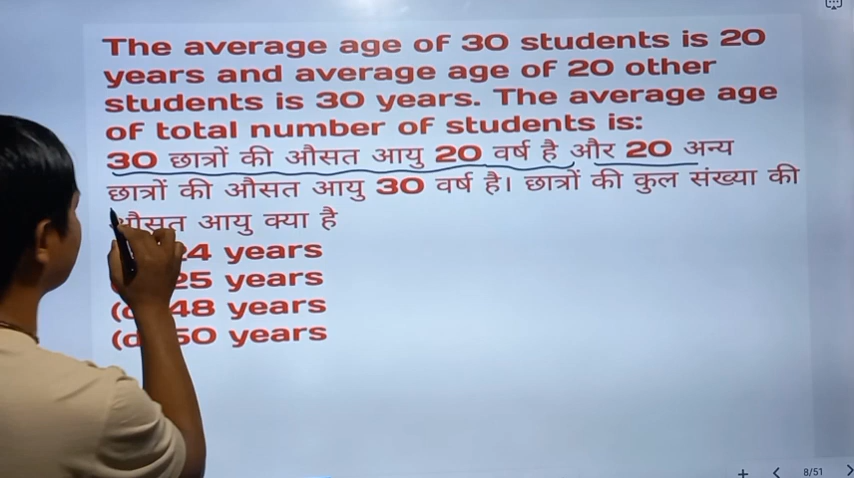 The average age of 30 students is 20
years and average age of 20 other
students is 30 years. The average age
of total number of students is:
30 छात्रों की औसत आयु 20 वर्ष है और 20 अन्य
छात्रों की औसत आयु 30 वर्ष है। छात्रों की कुल संख्या की
आयु क्या है
4 years
25 years
48 years
(d 50 years
8/51